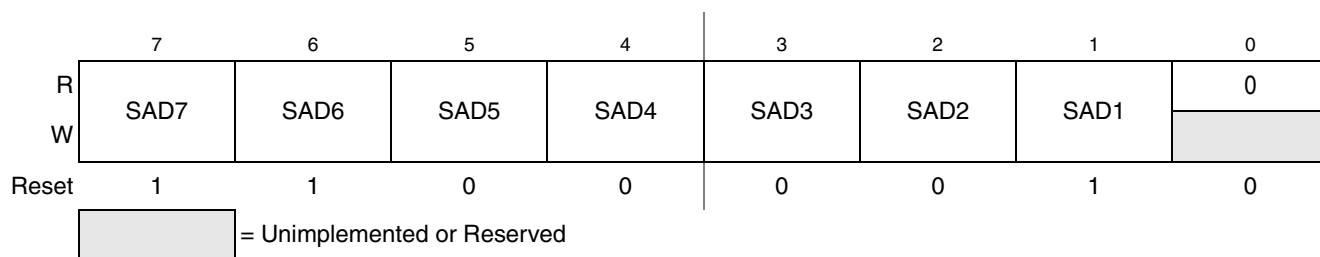 7 6 5 4 3 2 1 0
R SAD7 SAD6 SAD5 SAD4 SAD3 SAD2 SAD1 0
W
Reset 1 1 0 0 0 0 1 0
= Unimplemented or Reserved